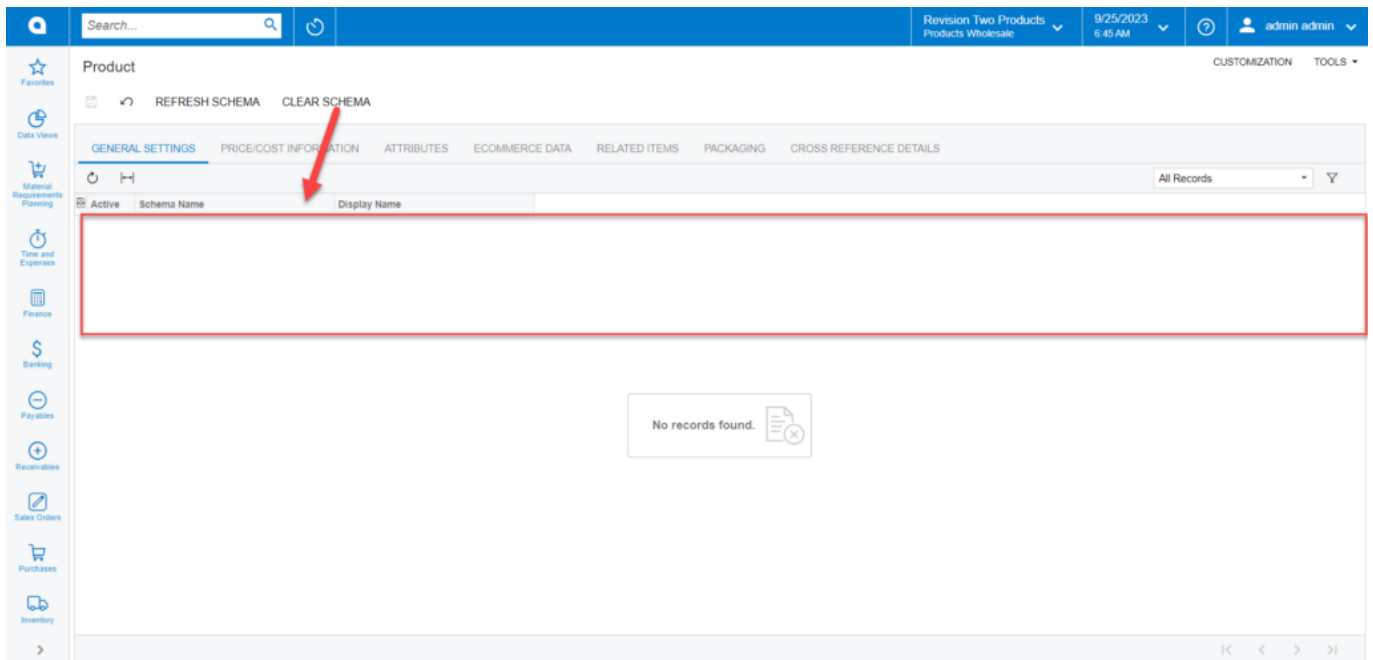 Search...
Revision Two Products
Products Wholesale
9/25/2023
6:45 AM
admin admin
Favorites
Data Views
Material
Requirements
Planning
Time and
Expenses
Finance
Banking
Payables
Receivables
Sales Orders
Purchases
Inventory
Product
CUSTOMIZATION TOOLS
REFRESH SCHEMA CLEAR SCHEMA
GENERAL SETTINGS PRICE/COST INFORMATION ATTRIBUTES ECOMMERCE DATA RELATED ITEMS PACKAGING CROSS REFERENCE DETAILS
All Records
Active Schema Name Display Name
No records found.